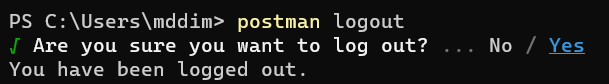 PS C:\Users\mddim> postman logout
√ Are you sure you want to log out? ... No / Yes
You have been logged out.